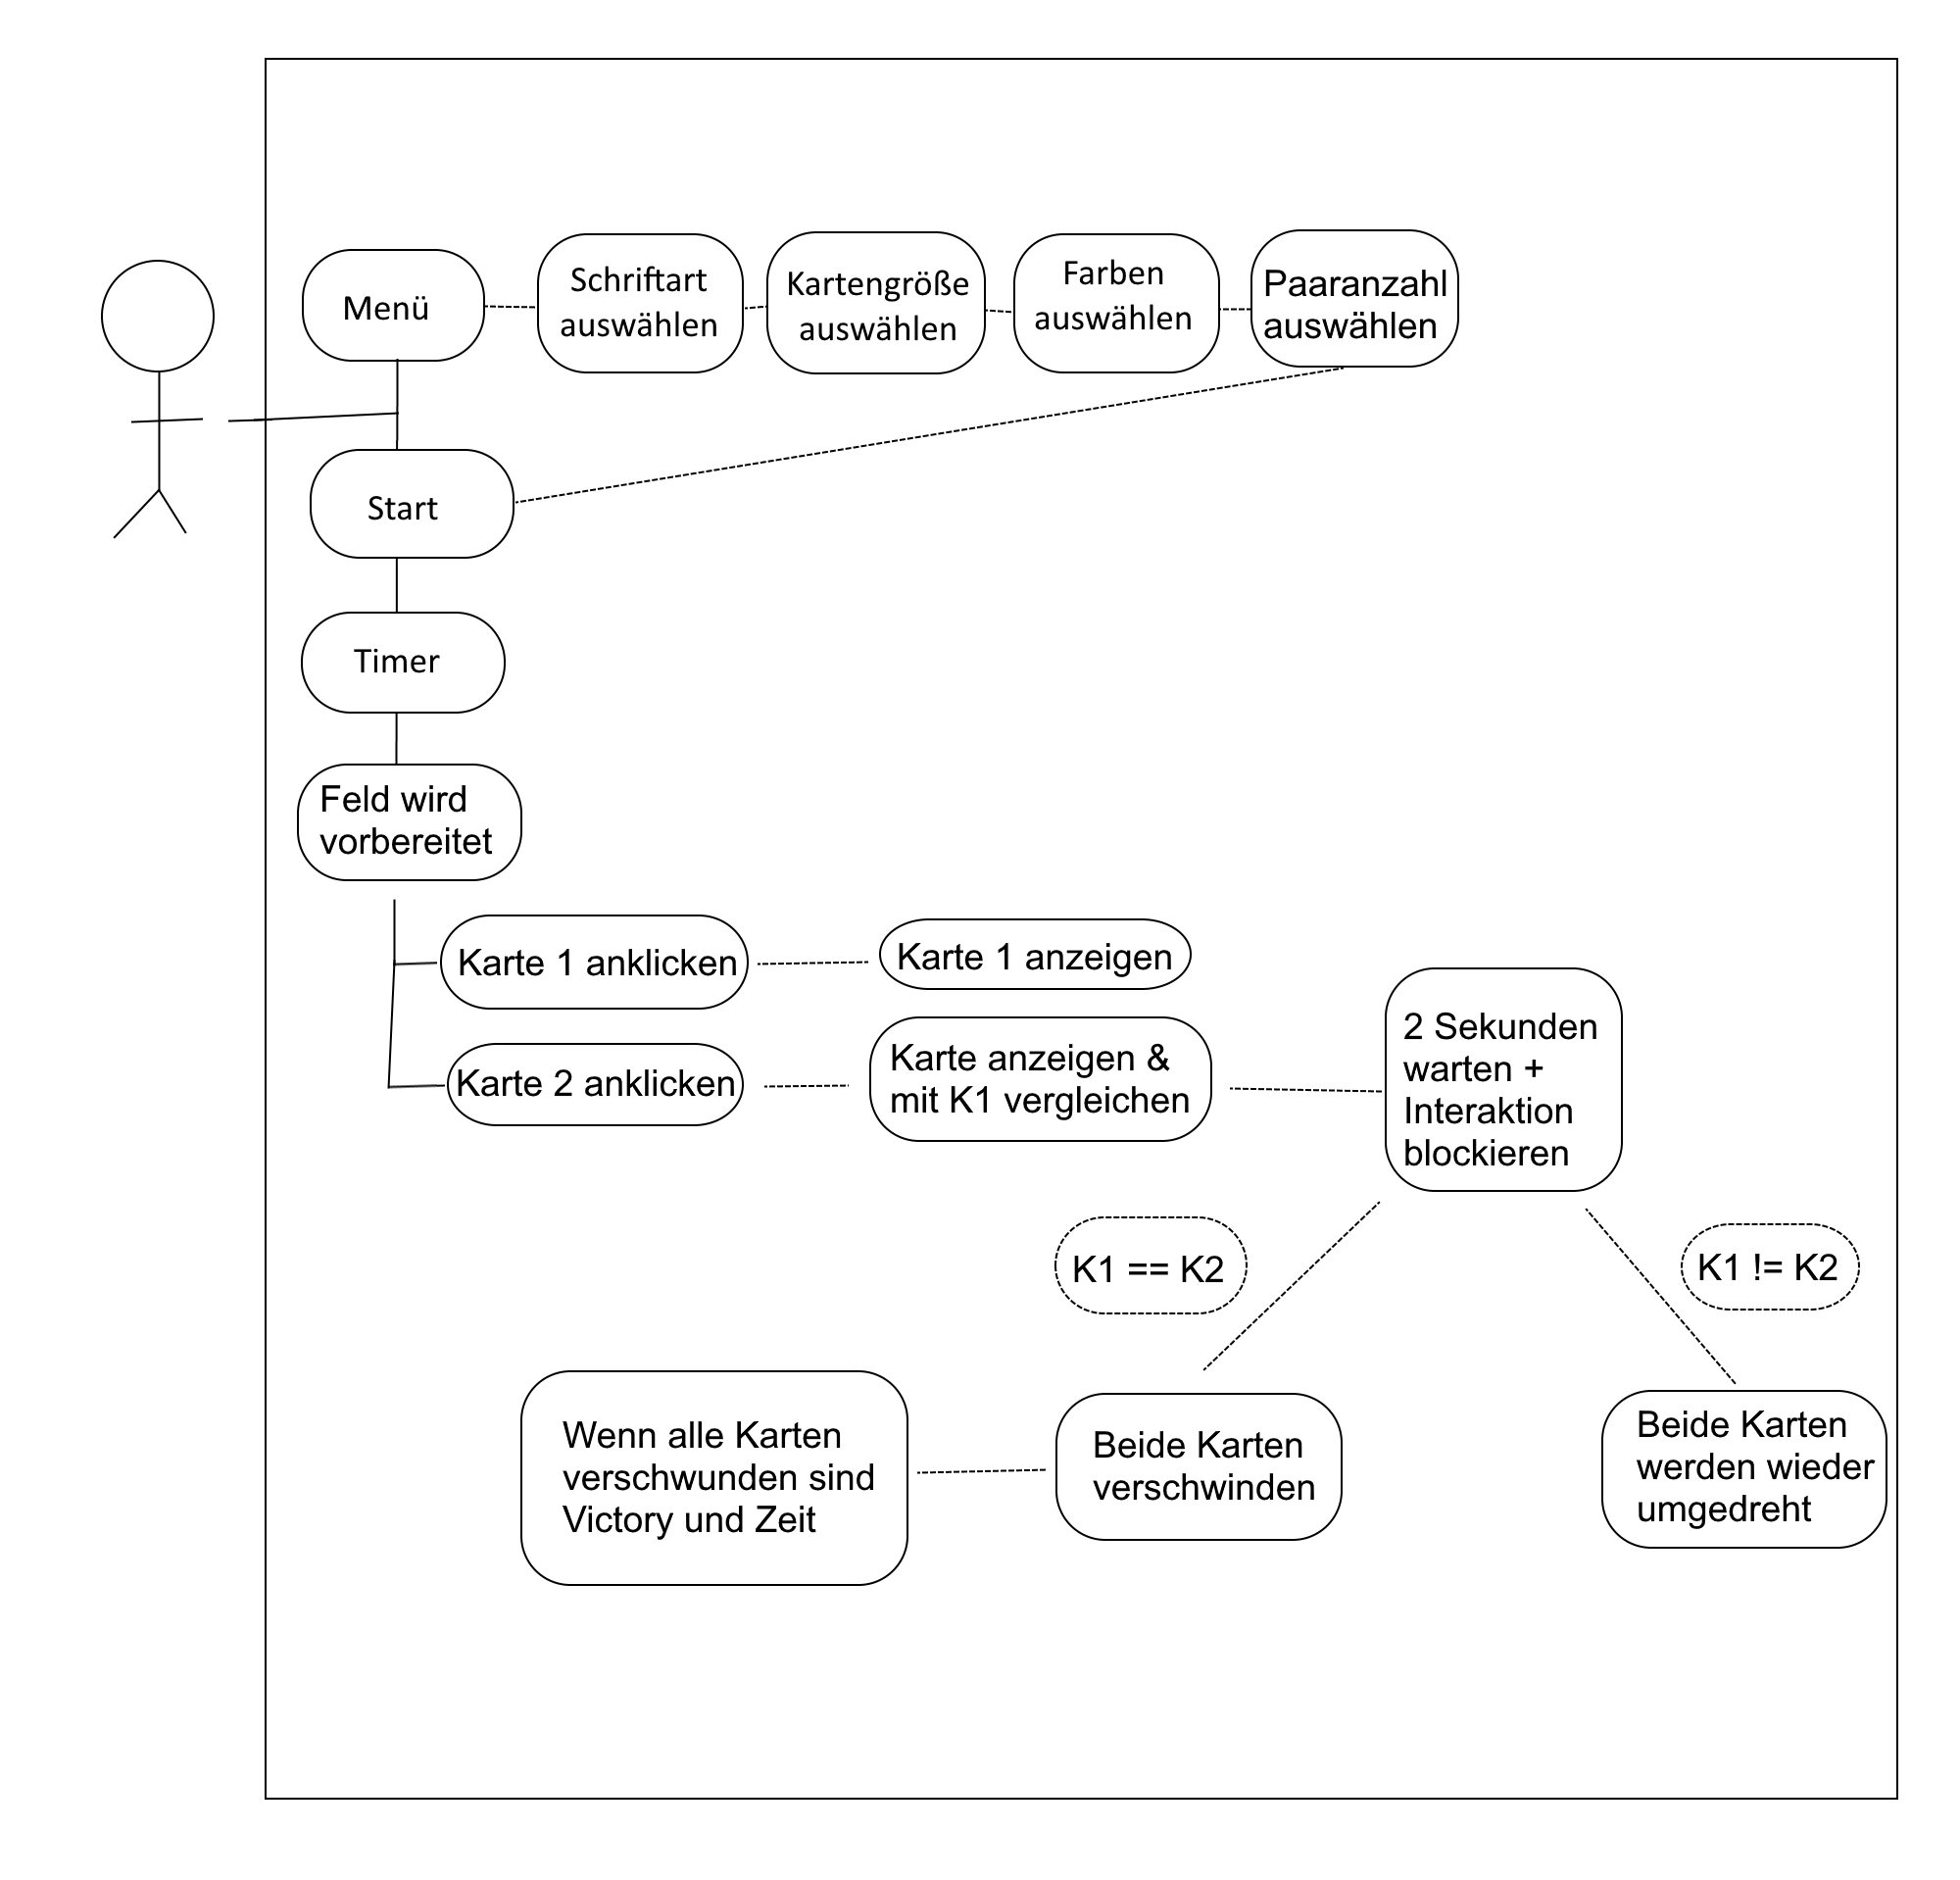 Menü
Schriftart
auswählen
Kartengröße
auswählen
Farben
auswählen
Paaranzahl
auswählen
Start
Timer
Feld wird
vorbereitet
Karte 1 anklicken
Karte 1 anzeigen
Karte 2 anklicken
Karte anzeigen &
mit K1 vergleichen
2 Sekunden
warten +
Interaktion
blockieren
K1 == K2
K1 != K2
Wenn alle Karten
verschwunden sind
Victory und Zeit
Beide Karten
verschwinden
Beide Karten
werden wieder
umgedreht